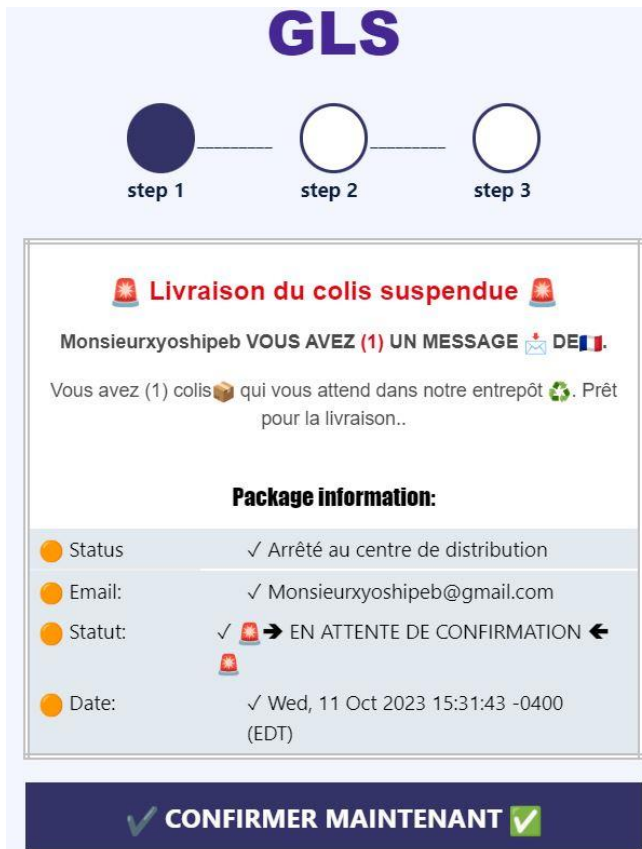 GLS
step 1 step 2 step 3
🚨 Livraison du colis suspendue 🚨
Monsieurxyoshipeb VOUS AVEZ (1) UN MESSAGE 📩 DE🇫🇷.
Vous avez (1) colis📦 qui vous attend dans notre entrepôt ♻️. Prêt
pour la livraison..
Package information:
🟠 Status ✓ Arrêté au centre de distribution
🟠 Email: ✓ Monsieurxyoshipeb@gmail.com
🟠 Statut: ✓ 🚨➔ EN ATTENTE DE CONFIRMATION 🡸
🚨
🟠 Date: ✓ Wed, 11 Oct 2023 15:31:43 -0400
(EDT)
✔️ CONFIRMER MAINTENANT ✅